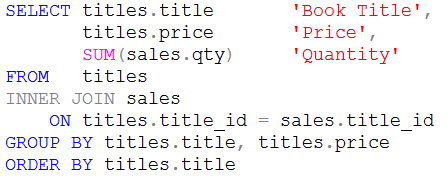 SELECT titles.title 'Book Title',
titles.price 'Price',
SUM(sales.qty) 'Quantity'
FROM titles
INNER JOIN sales
ON titles.title_id = sales.title_id
GROUP BY titles.title, titles.price
ORDER BY titles.title